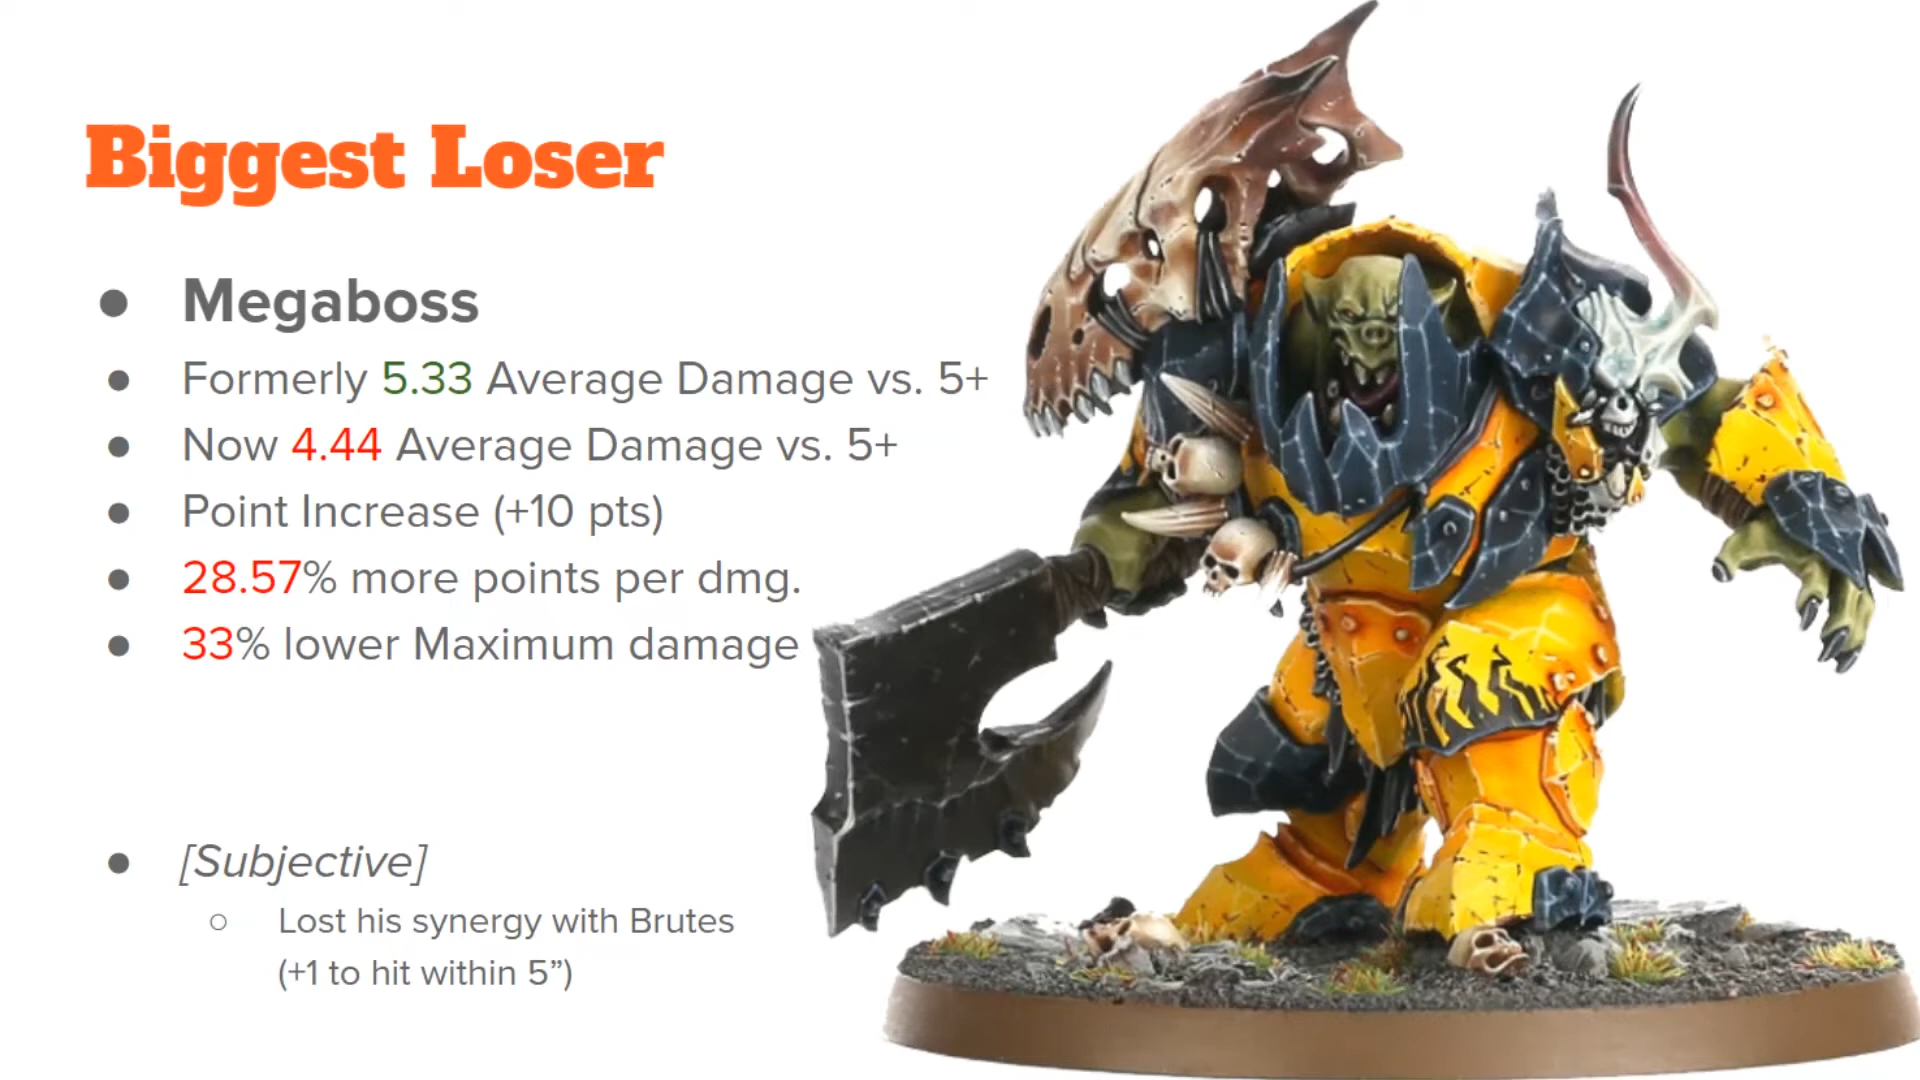 Biggest Loser
● Megaboss
● Formerly 5.33 Average Damage vs. 5+
● Now 4.44 Average Damage vs. 5+
● Point Increase (+10 pts)
● 28.57% more points per dmg.
● 33% lower Maximum damage
● [Subjective]
○ Lost his synergy with Brutes
(+1 to hit within 5”)